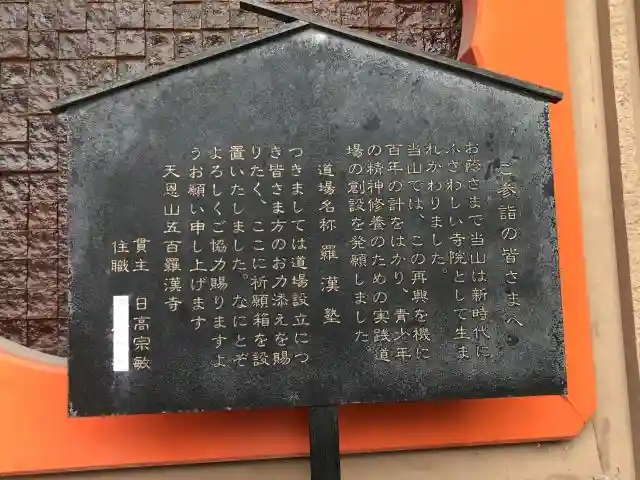 ご参詣の皆さまへ
お蔭さまで当山は新時代に
ふさわしい寺院として生ま
れかわりました。
当山では、この再興を機に
百年の計をはかり、青少年
の精神修養のための実践道
場の創設を発願しました。
道場名称 羅漢塾
つきましては道場設立につ
き皆さま方のお力添えを賜
りたく、ここに祈願箱を設
置いたしました。なにとぞ
よろしくご協力賜りますよ
うお願い申し上げます
天恩山五百羅漢寺
貫主 日高宗敏
住職